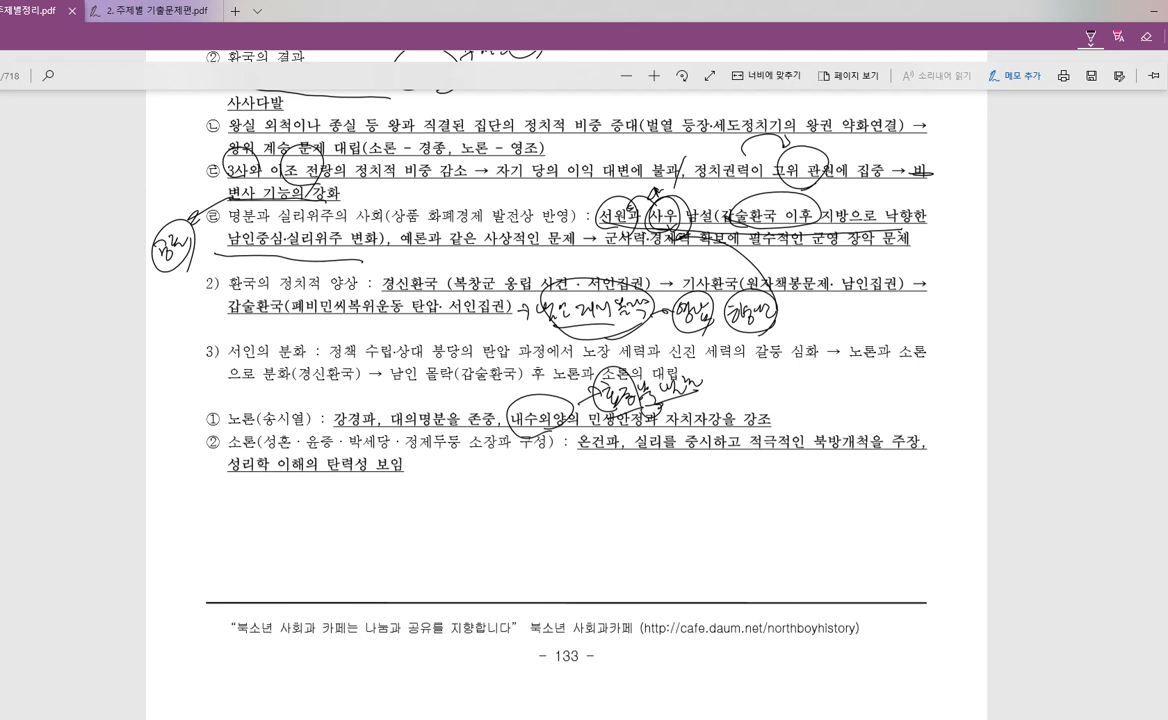 주제별정리.pdf
2. 주제별 기출문제편.pdf
/718
너비에 맞추기
페이지 보기
소리내어 읽기
메모 추가
② 환국의 결과
사사다발
㉡ 왕실 외척이나 종실 등 왕과 직결된 집단의 정치적 비중 증대(벌열 등장·세도정치기의 왕권 약화연결) →
왕위 계승 문제 대립(소론 - 경종, 노론 - 영조)
㉢ 3사와 이조 전랑의 정치적 비중 감소 → 자기 당의 이익 대변에 불과, 정치권력이 고위 관원에 집중 → 비
변사 기능의 강화
㉣ 명분과 실리위주의 사회(상품 화폐경제 발전상 반영) : 서원과 사우 남설(갑술환국 이후 지방으로 낙향한
남인중심·실리위주 변화), 예론과 같은 사상적인 문제 → 군사력·경제력 확보에 필수적인 군영 장악 문제
2) 환국의 정치적 양상 : 경신환국 (복창군 옹립 사건 · 서인집권) → 기사환국(원자책봉문제· 남인집권) →
갑술환국(폐비민씨복위운동 탄압· 서인집권)
영남
3) 서인의 분화 : 정책 수립·상대 붕당의 탄압 과정에서 노장 세력과 신진 세력의 갈등 심화 → 노론과 소론
으로 분화(경신환국) → 남인 몰락(갑술환국) 후 노론과 소론의 대립
① 노론(송시열) : 강경파, 대의명분을 존중, 내수외양의 민생안정과 자치자강을 강조
② 소론(성혼 · 윤증 · 박세당 · 정제두등 소장파 구성) : 온건파, 실리를 중시하고 적극적인 북방개척을 주장,
성리학 이해의 탄력성 보임
“북소년 사회과 카페는 나눔과 공유를 지향합니다” 북소년 사회과카페 (http://cafe.daum.net/northboyhistory)
- 133 -